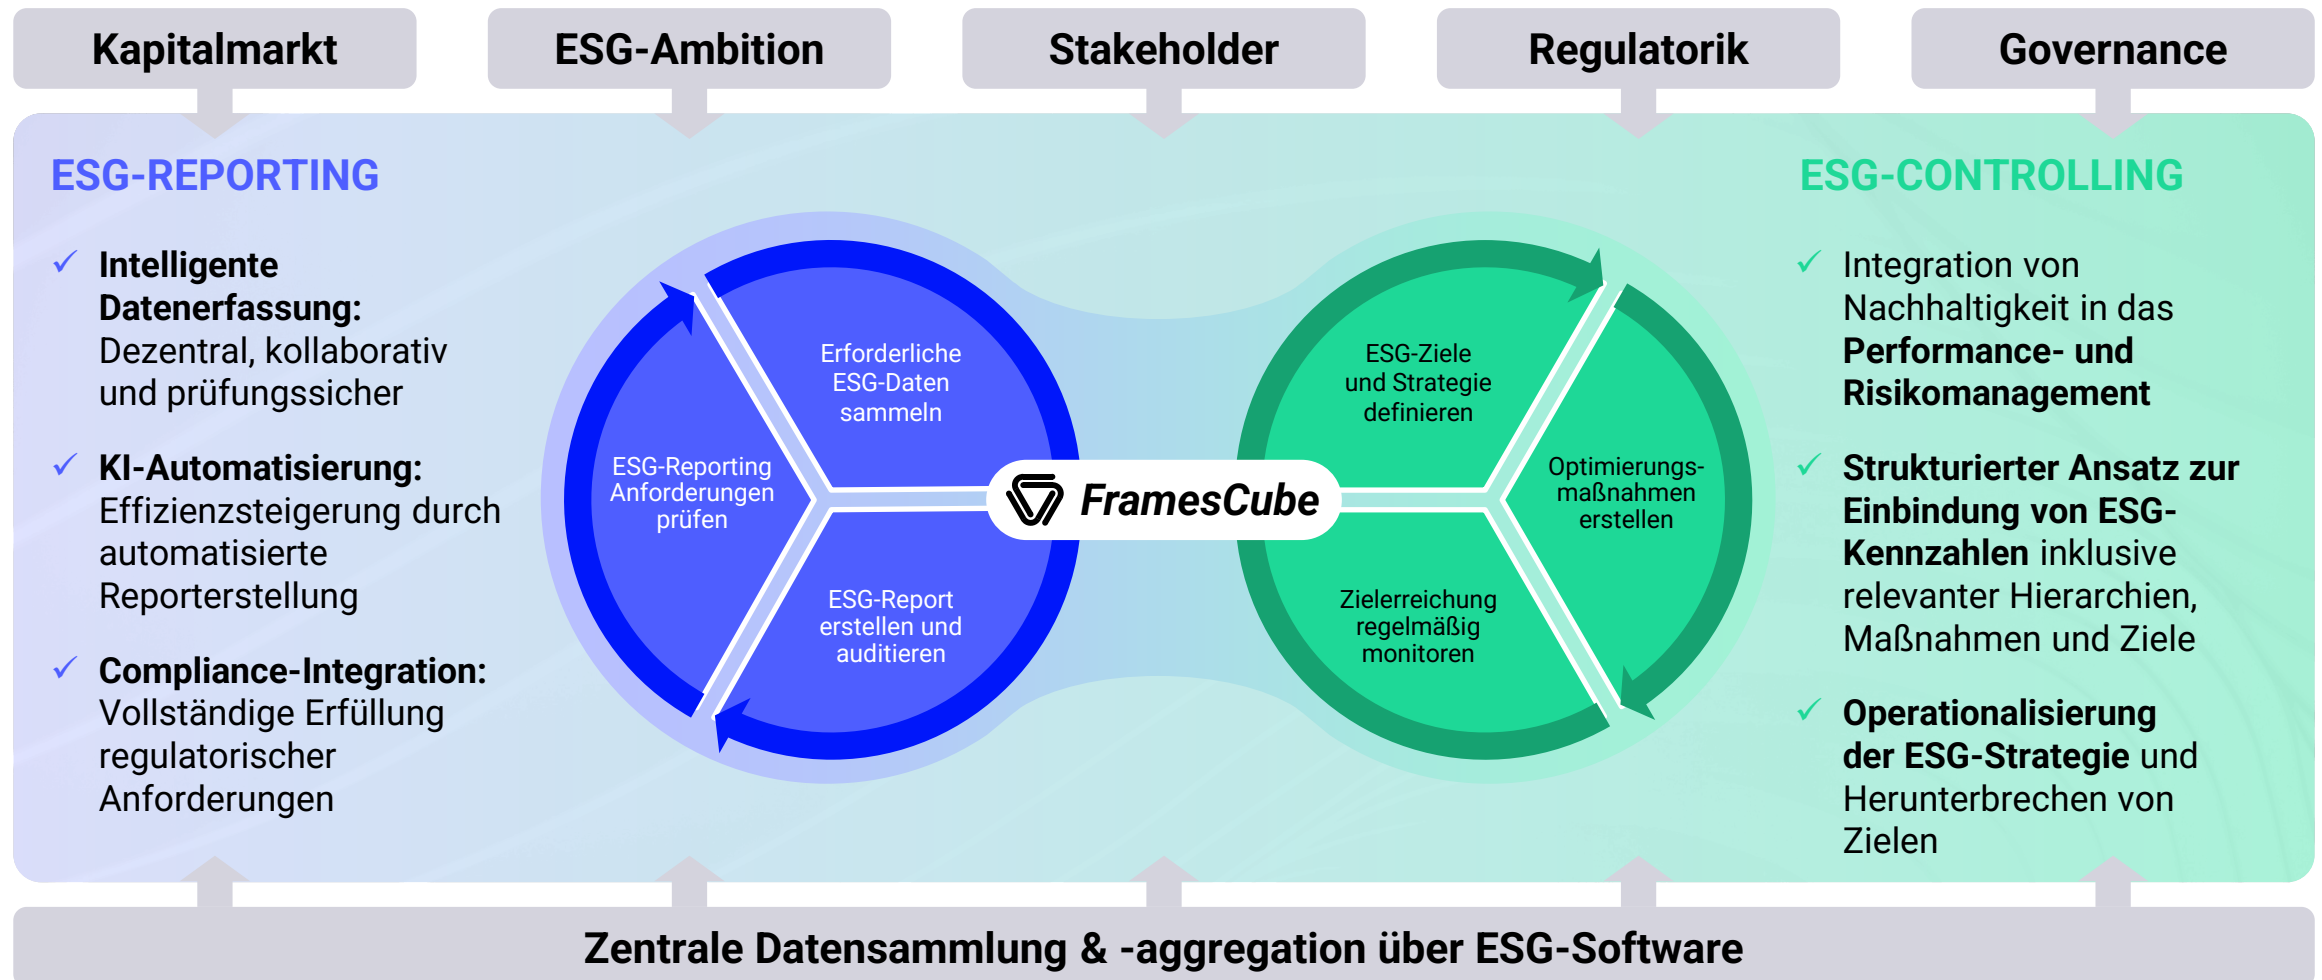 Kapitalmarkt
ESG-Ambition
Stakeholder
Regulatorik
Governance
ESG-REPORTING
Intelligente
Datenerfassung:
Dezentral, kollaborativ
und prüfungssicher
KI-Automatisierung:
Effizienzsteigerung durch
automatisierte
Reporterstellung
Compliance-Integration:
Vollständige Erfüllung
regulatorischer
Anforderungen
Erforderliche
ESG-Daten
sammeln
ESG-Reporting
Anforderungen
prüfen
ESG-Report
erstellen und
auditieren
FramesCube
ESG-Ziele
und Strategie
definieren
Optimierungs-
maßnahmen
erstellen
Zielerreichung
regelmäßig
monitoren
ESG-CONTROLLING
Integration von
Nachhaltigkeit in das
Performance- und
Risikomanagement
Strukturierter Ansatz zur
Einbindung von ESG-
Kennzahlen inklusive
relevanter Hierarchien,
Maßnahmen und Ziele
Operationalisierung
der ESG-Strategie und
Herunterbrechen von
Zielen
Zentrale Datensammlung & -aggregation über ESG-Software